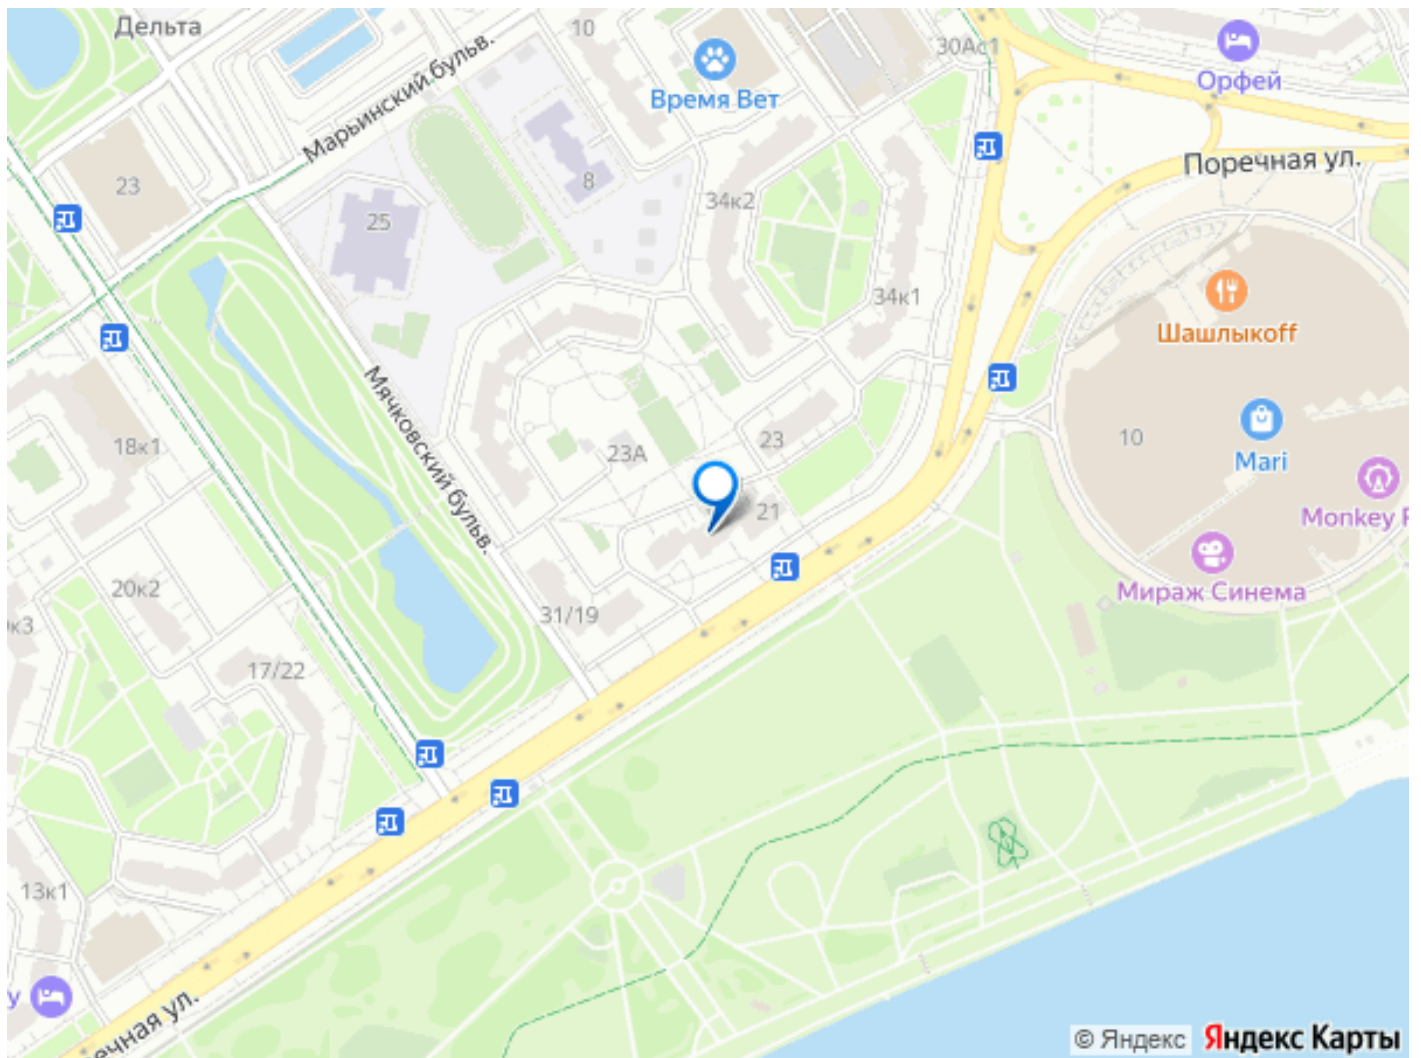 Дельта
10
30Ас1
Орфей
Время Вет
Марьинский бульв.
Поречная ул.
23
8
34к2
25
34к1
Шашлыкоff
Мячковский бульв.
18к1
23А
23
10
Mari
21
Monkey
Мираж Синема
20к2
31/19
17/22
13к1
© Яндекс
Яндекс Карты